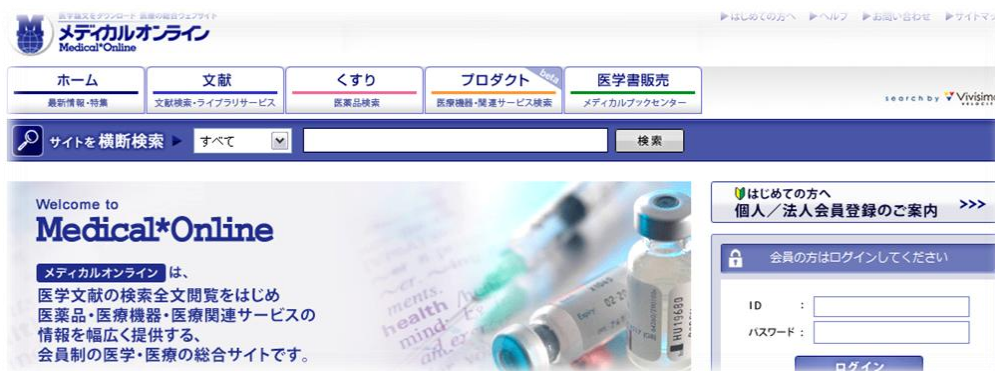 医学論文をダウンロード 医療の総合ウェブサイト
メディカルオンライン
Medical*Online
▶はじめての方へ ▶ヘルプ ▶お問い合わせ ▶サイトマッ
ホーム
最新情報・特集
文献
文献検索・ライブラリサービス
くすり
医薬品検索
プロダクト beta
医療機器・関連サービス検索
医学書販売
メディカルブックセンター
search by Vivisimo
サイトを横断検索 ▶ すべて 検索
Welcome to
Medical*Online
メディカルオンライン は、
医学文献の検索全文閲覧をはじめ
医薬品・医療機器・医療関連サービスの
情報を幅広く提供する、
会員制の医学・医療の総合サイトです。
health
mind
HU19680
はじめての方へ
個人／法人会員登録のご案内 >>>
会員の方はログインしてください
ID :
パスワード :
ログイン